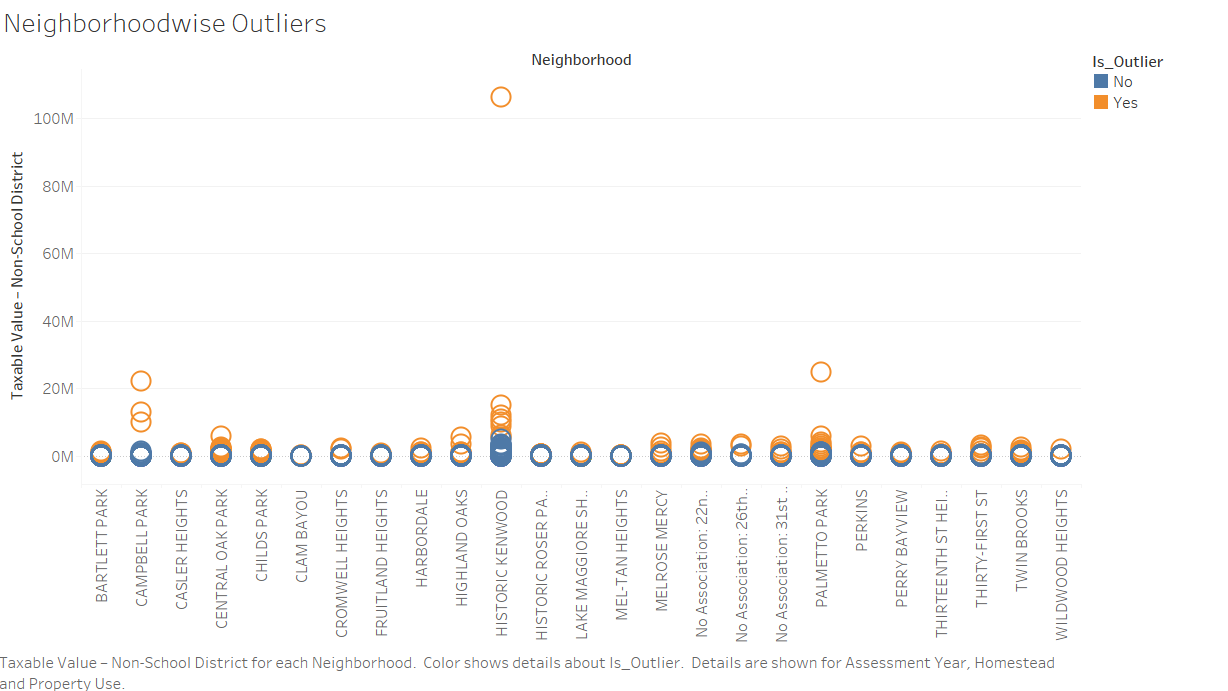 Neighborhoodwise Outliers
Neighborhood
Is_Outlier
No
Yes
Taxable Value – Non-School District
100M
80M
60M
40M
20M
0M
BARTLETT PARK
CAMPBELL PARK
CASLER HEIGHTS
CENTRAL OAK PARK
CHILDS PARK
CLAM BAYOU
CROMWELL HEIGHTS
FRUITLAND HEIGHTS
HARBORDALE
HIGHLAND OAKS
HISTORIC KENWOOD
HISTORIC ROSER PA..
LAKE MAGGIORE SH..
MEL-TAN HEIGHTS
MELROSE MERCY
No Association: 22n..
No Association: 26th..
No Association: 31st ..
PALMETTO PARK
PERKINS
PERRY BAYVIEW
THIRTEENTH ST HEI..
THIRTY-FIRST ST
TWIN BROOKS
WILDWOOD HEIGHTS
Taxable Value – Non-School District for each Neighborhood.  Color shows details about Is_Outlier.  Details are shown for Assessment Year, Homestead
and Property Use.